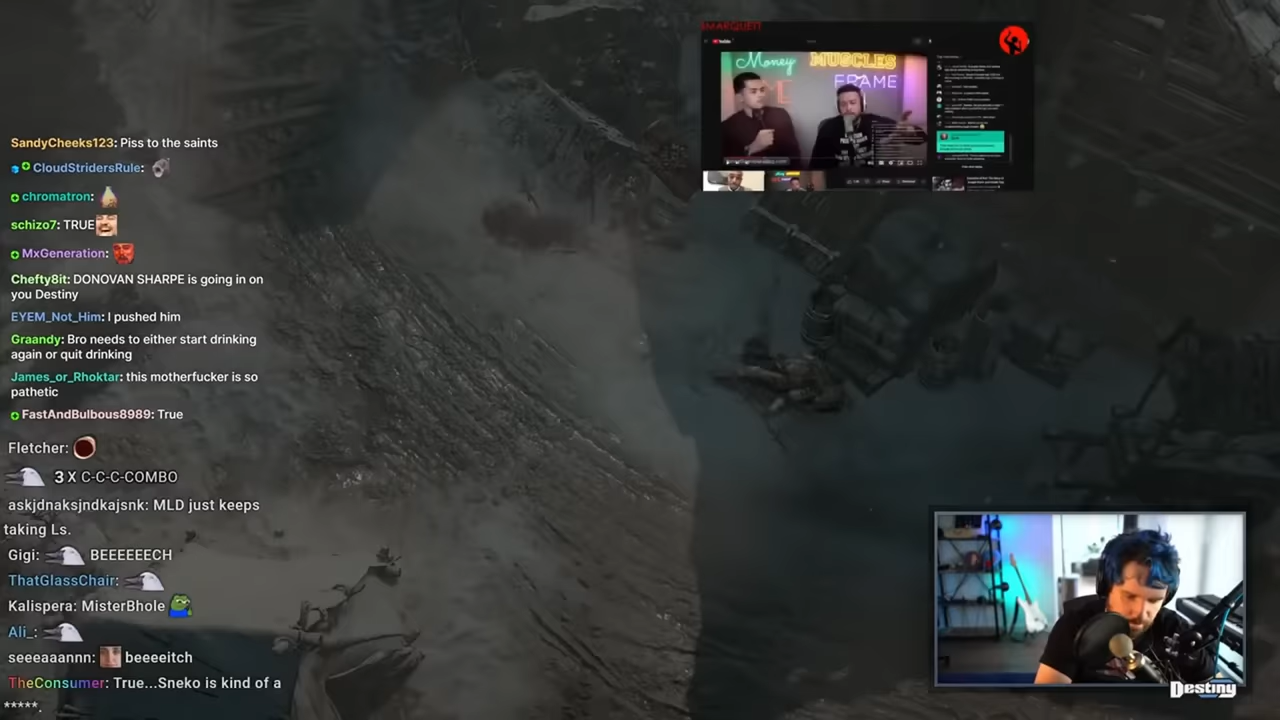 Money
MUSCLES
FRAME
SandyCheeks123: Piss to the saints
CloudStridersRule:
chromatron:
schizo7: TRUE
MxGeneration:
Chefty8it: DONOVAN SHARPE is going in on
you Destiny
EYEM_Not_Him: I pushed him
Graandy: Bro needs to either start drinking
again or quit drinking
James_or_Rhoktar: this motherfucker is so
pathetic
FastAndBulbous8989: True
Fletcher:
3 X C-C-C-COMBO
askjdnaksjndkajsnk: MLD just keeps
taking Ls.
Gigi: BEEEEEECH
ThatGlassChair:
Kalispera: MisterBhole
Ali_:
seeeaaannn: beeeeitch
TheConsumer: True...Sneko is kind of a
*****.
Destiny